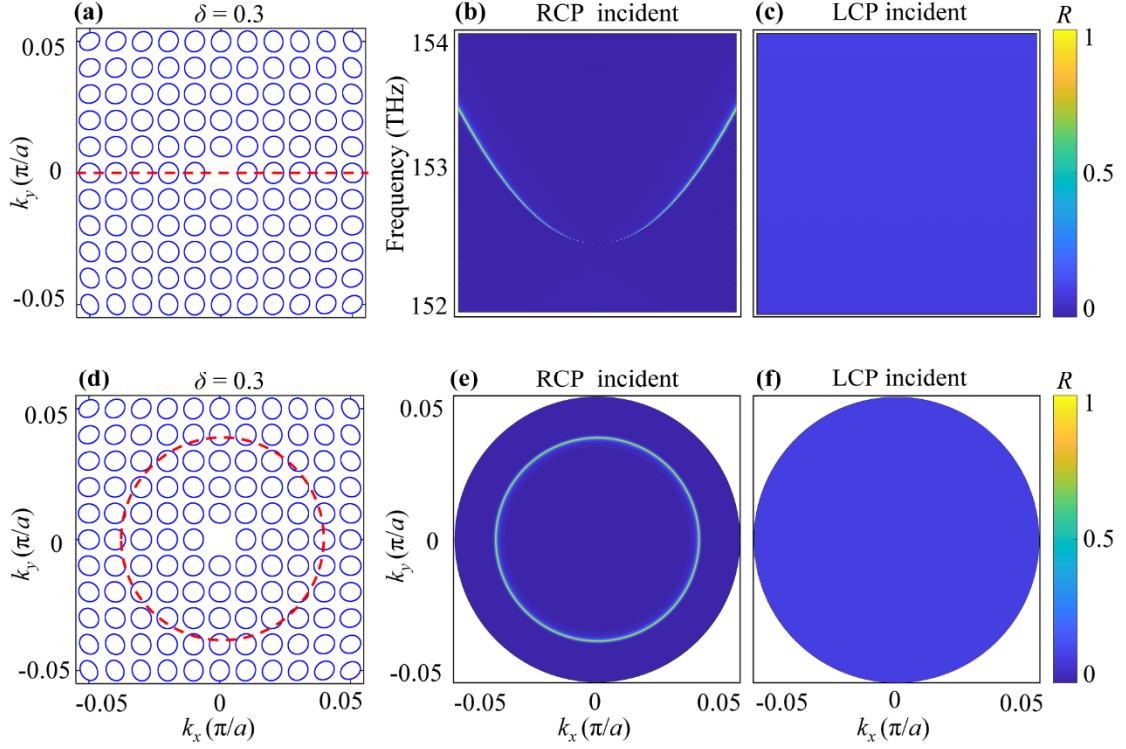 (a) δ = 0.3 (b) RCP incident (c) LCP incident R
0.05 154 1
k_y (π/a) 0 Frequency (THz) 153 0.5
-0.05 152 0
(d) δ = 0.3 (e) RCP incident (f) LCP incident R
0.05 0.05 1
k_y (π/a) 0 k_y (π/a) 0 0.5
-0.05 -0.05 0
-0.05 0 0.05 -0.05 0 0.05 -0.05 0 0.05
k_x (π/a) k_x (π/a) k_x (π/a)